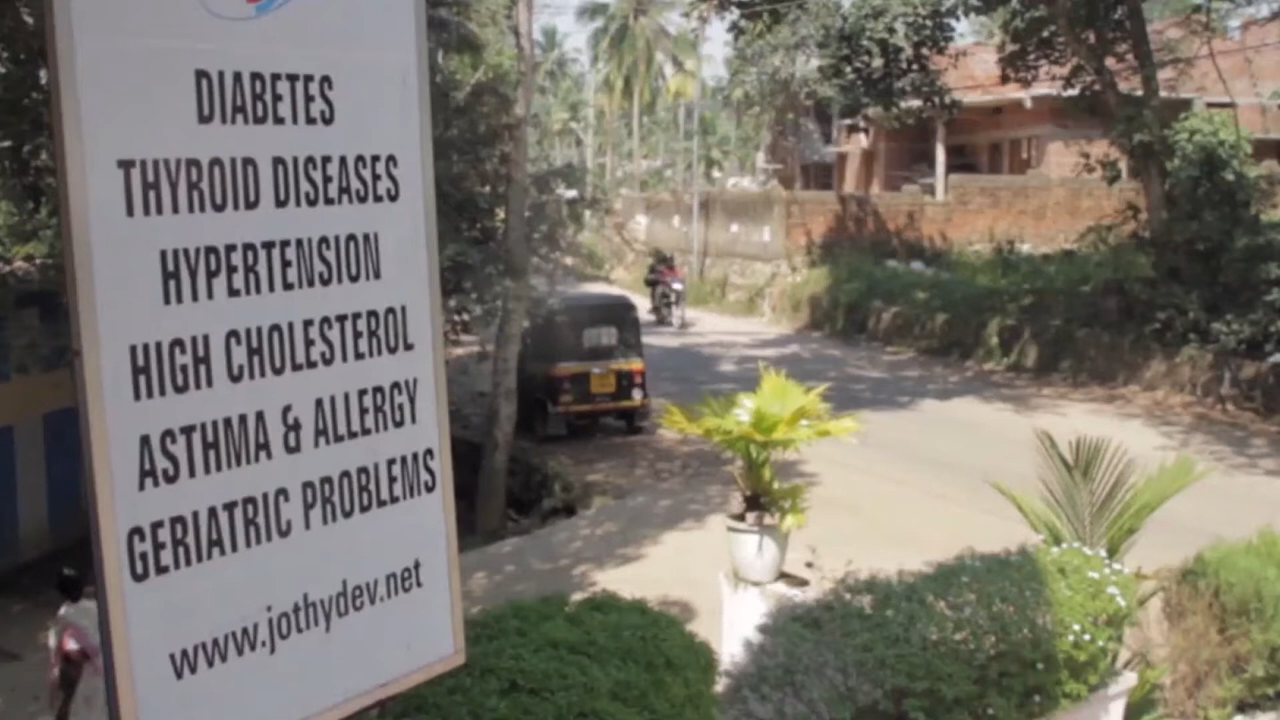 DIABETES
THYROID DISEASES
HYPERTENSION
HIGH CHOLESTEROL
ASTHMA & ALLERGY
GERIATRIC PROBLEMS
www.jothydev.net